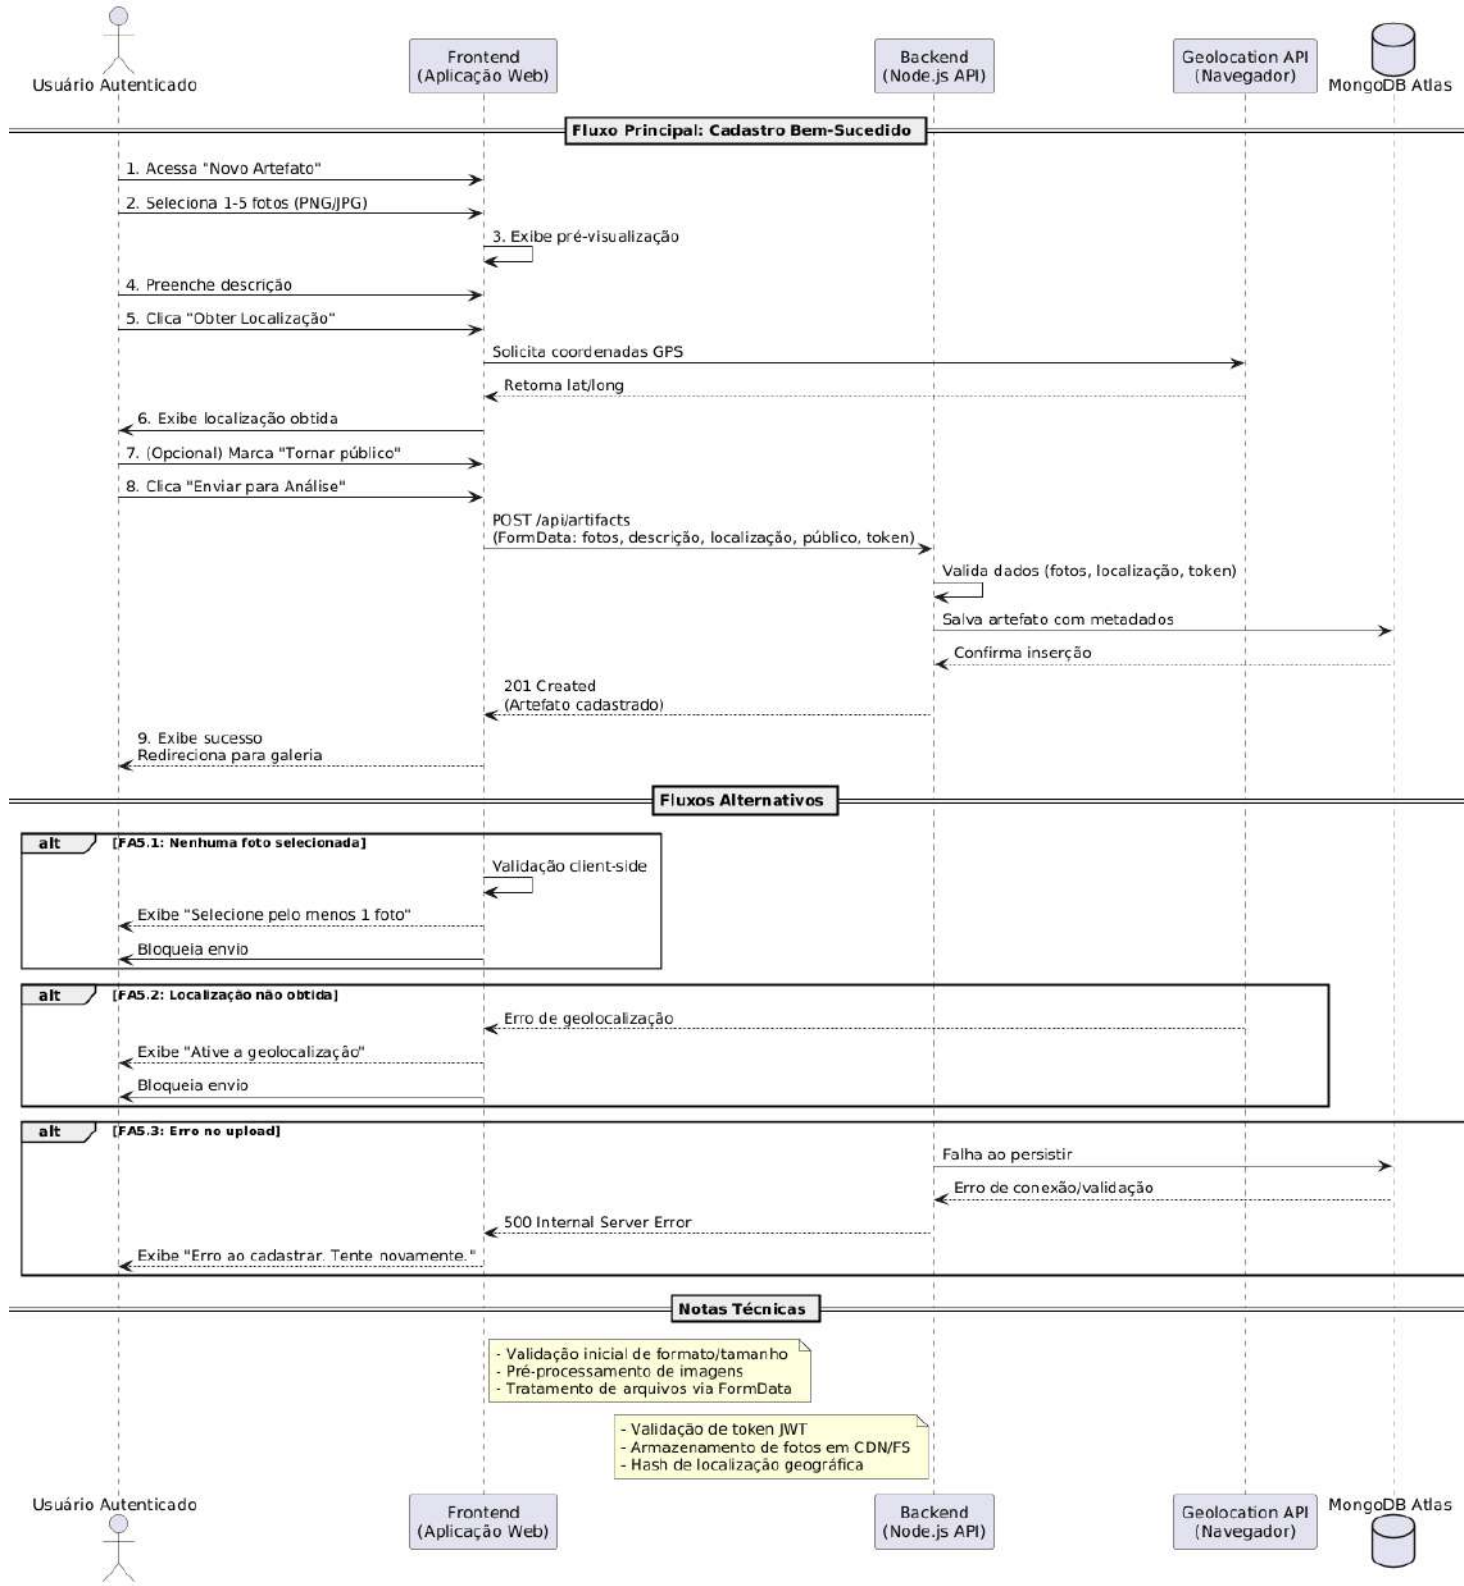 Usuário Autenticado
Frontend
(Aplicação Web)
Backend
(Node.js API)
Geolocation API
(Navegador)
MongoDB Atlas
Fluxo Principal: Cadastro Bem-Sucedido
1. Acessa "Novo Artefato"
2. Seleciona 1-5 fotos (PNG/JPG)
3. Exibe pré-visualização
4. Preenche descrição
5. Clica "Obter Localização"
Solicita coordenadas GPS
Retorna lat/long
6. Exibe localização obtida
7. (Opcional) Marca "Tornar público"
8. Clica "Enviar para Análise"
POST /api/artifacts
(FormData: fotos, descrição, localização, público, token)
Valida dados (fotos, localização, token)
Salva artefato com metadados
Confirma inserção
201 Created
(Artefato cadastrado)
9. Exibe sucesso
Redireciona para galeria
Fluxos Alternativos
alt [FA5.1: Nenhuma foto selecionada]
Validação client-side
Exibe "Selecione pelo menos 1 foto"
Bloqueia envio
alt [FA5.2: Localização não obtida]
Erro de geolocalização
Exibe "Ative a geolocalização"
Bloqueia envio
alt [FA5.3: Erro no upload]
Falha ao persistir
Erro de conexão/validação
500 Internal Server Error
Exibe "Erro ao cadastrar. Tente novamente."
Notas Técnicas
- Validação inicial de formato/tamanho
- Pré-processamento de imagens
- Tratamento de arquivos via FormData
- Validação de token JWT
- Armazenamento de fotos em CDN/FS
- Hash de localização geográfica
Usuário Autenticado
Frontend
(Aplicação Web)
Backend
(Node.js API)
Geolocation API
(Navegador)
MongoDB Atlas